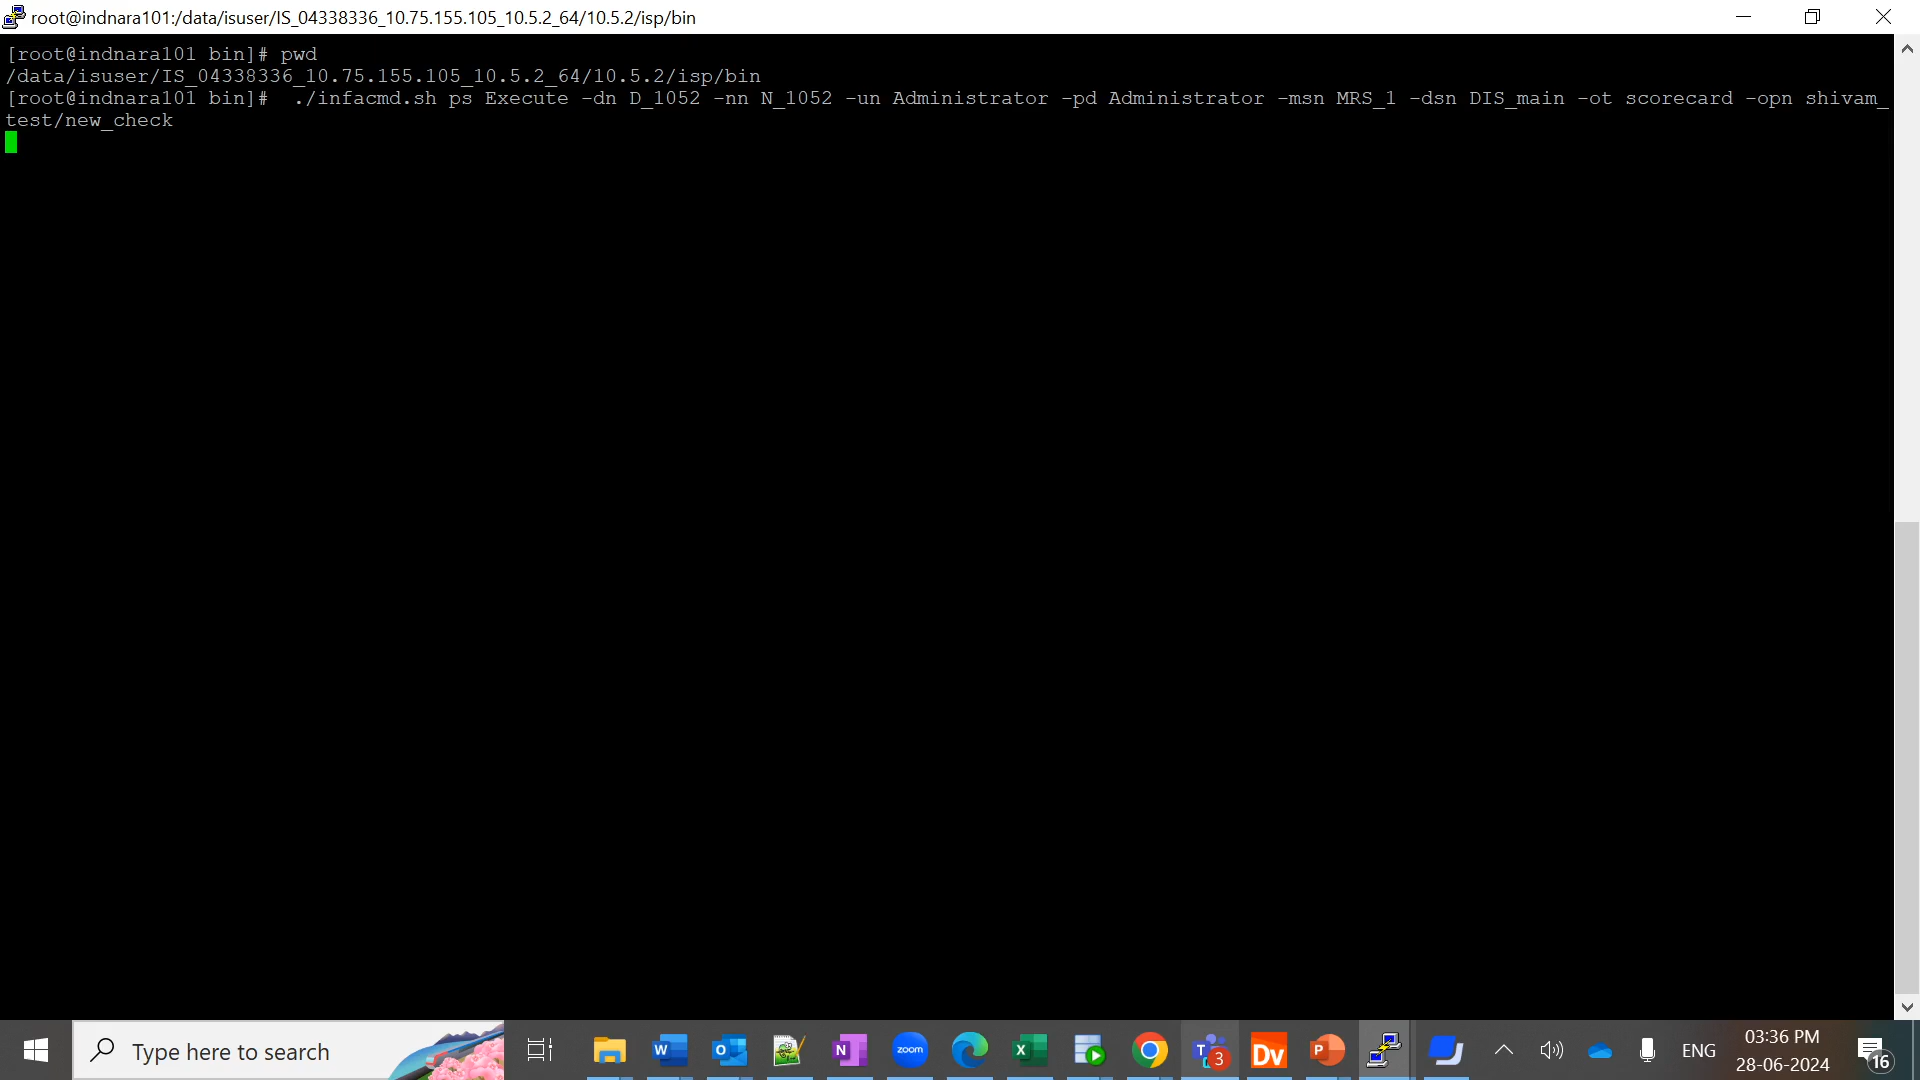 root@indnara101:/data/isuser/IS_04338336_10.75.155.105_10.5.2_64/10.5.2/isp/bin
[root@indnara101 bin]# pwd
/data/isuser/IS_04338336_10.75.155.105_10.5.2_64/10.5.2/isp/bin
[root@indnara101 bin]#  ./infacmd.sh ps Execute -dn D_1052 -nn N_1052 -un Administrator -pd Administrator -msn MRS_1 -dsn DIS_main -ot scorecard -opn shivam_
test/new_check
Type here to search
W
O
N
zoom
X
T
3
Dv
P
ENG
03:36 PM
28-06-2024
16